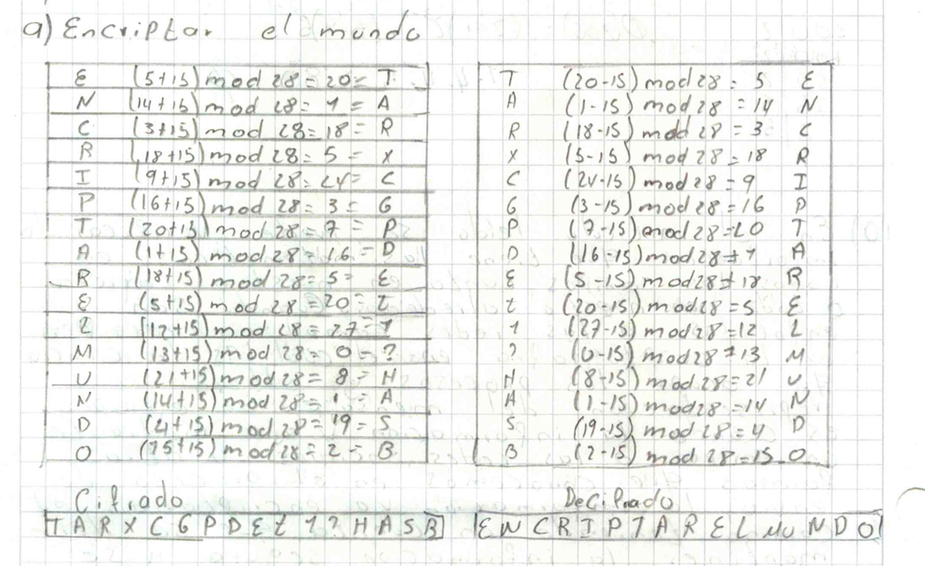 a) Encriptar el mundo
E (5+15) mod 28 = 20 = T
N (14+15) mod 28 = 1 = A
C (3+15) mod 28 = 18 = R
R (18+15) mod 28 = 5 = X
I (9+15) mod 28 = 24 = C
P (16+15) mod 28 = 3 = G
T (20+15) mod 28 = 7 = P
A (1+15) mod 28 = 16 = D
R (18+15) mod 28 = 5 = E
E (5+15) mod 28 = 20 = T
L (12+15) mod 28 = 27 = 1
M (13+15) mod 28 = 0 = ?
U (21+15) mod 28 = 8 = H
N (14+15) mod 28 = 1 = A
D (4+15) mod 28 = 19 = S
O (15+15) mod 28 = 2 = B
Cifrado
T A R X C G P D E t 1 ? H A S B
T (20-15) mod 28 = 5 E
A (1-15) mod 28 = 14 N
R (18-15) mod 28 = 3 C
X (5-15) mod 28 = 18 R
C (24-15) mod 28 = 9 I
G (3-15) mod 28 = 16 P
P (7-15) mod 28 = 20 T
D (16-15) mod 28 = 1 A
E (5-15) mod 28 = 18 R
t (20-15) mod 28 = 5 E
1 (27-15) mod 28 = 12 L
? (0-15) mod 28 = 13 M
H (8-15) mod 28 = 21 U
A (1-15) mod 28 = 14 N
S (19-15) mod 28 = 4 D
B (2-15) mod 28 = 15 O
Decifrado
E N C R I P T A R E L MU N D O